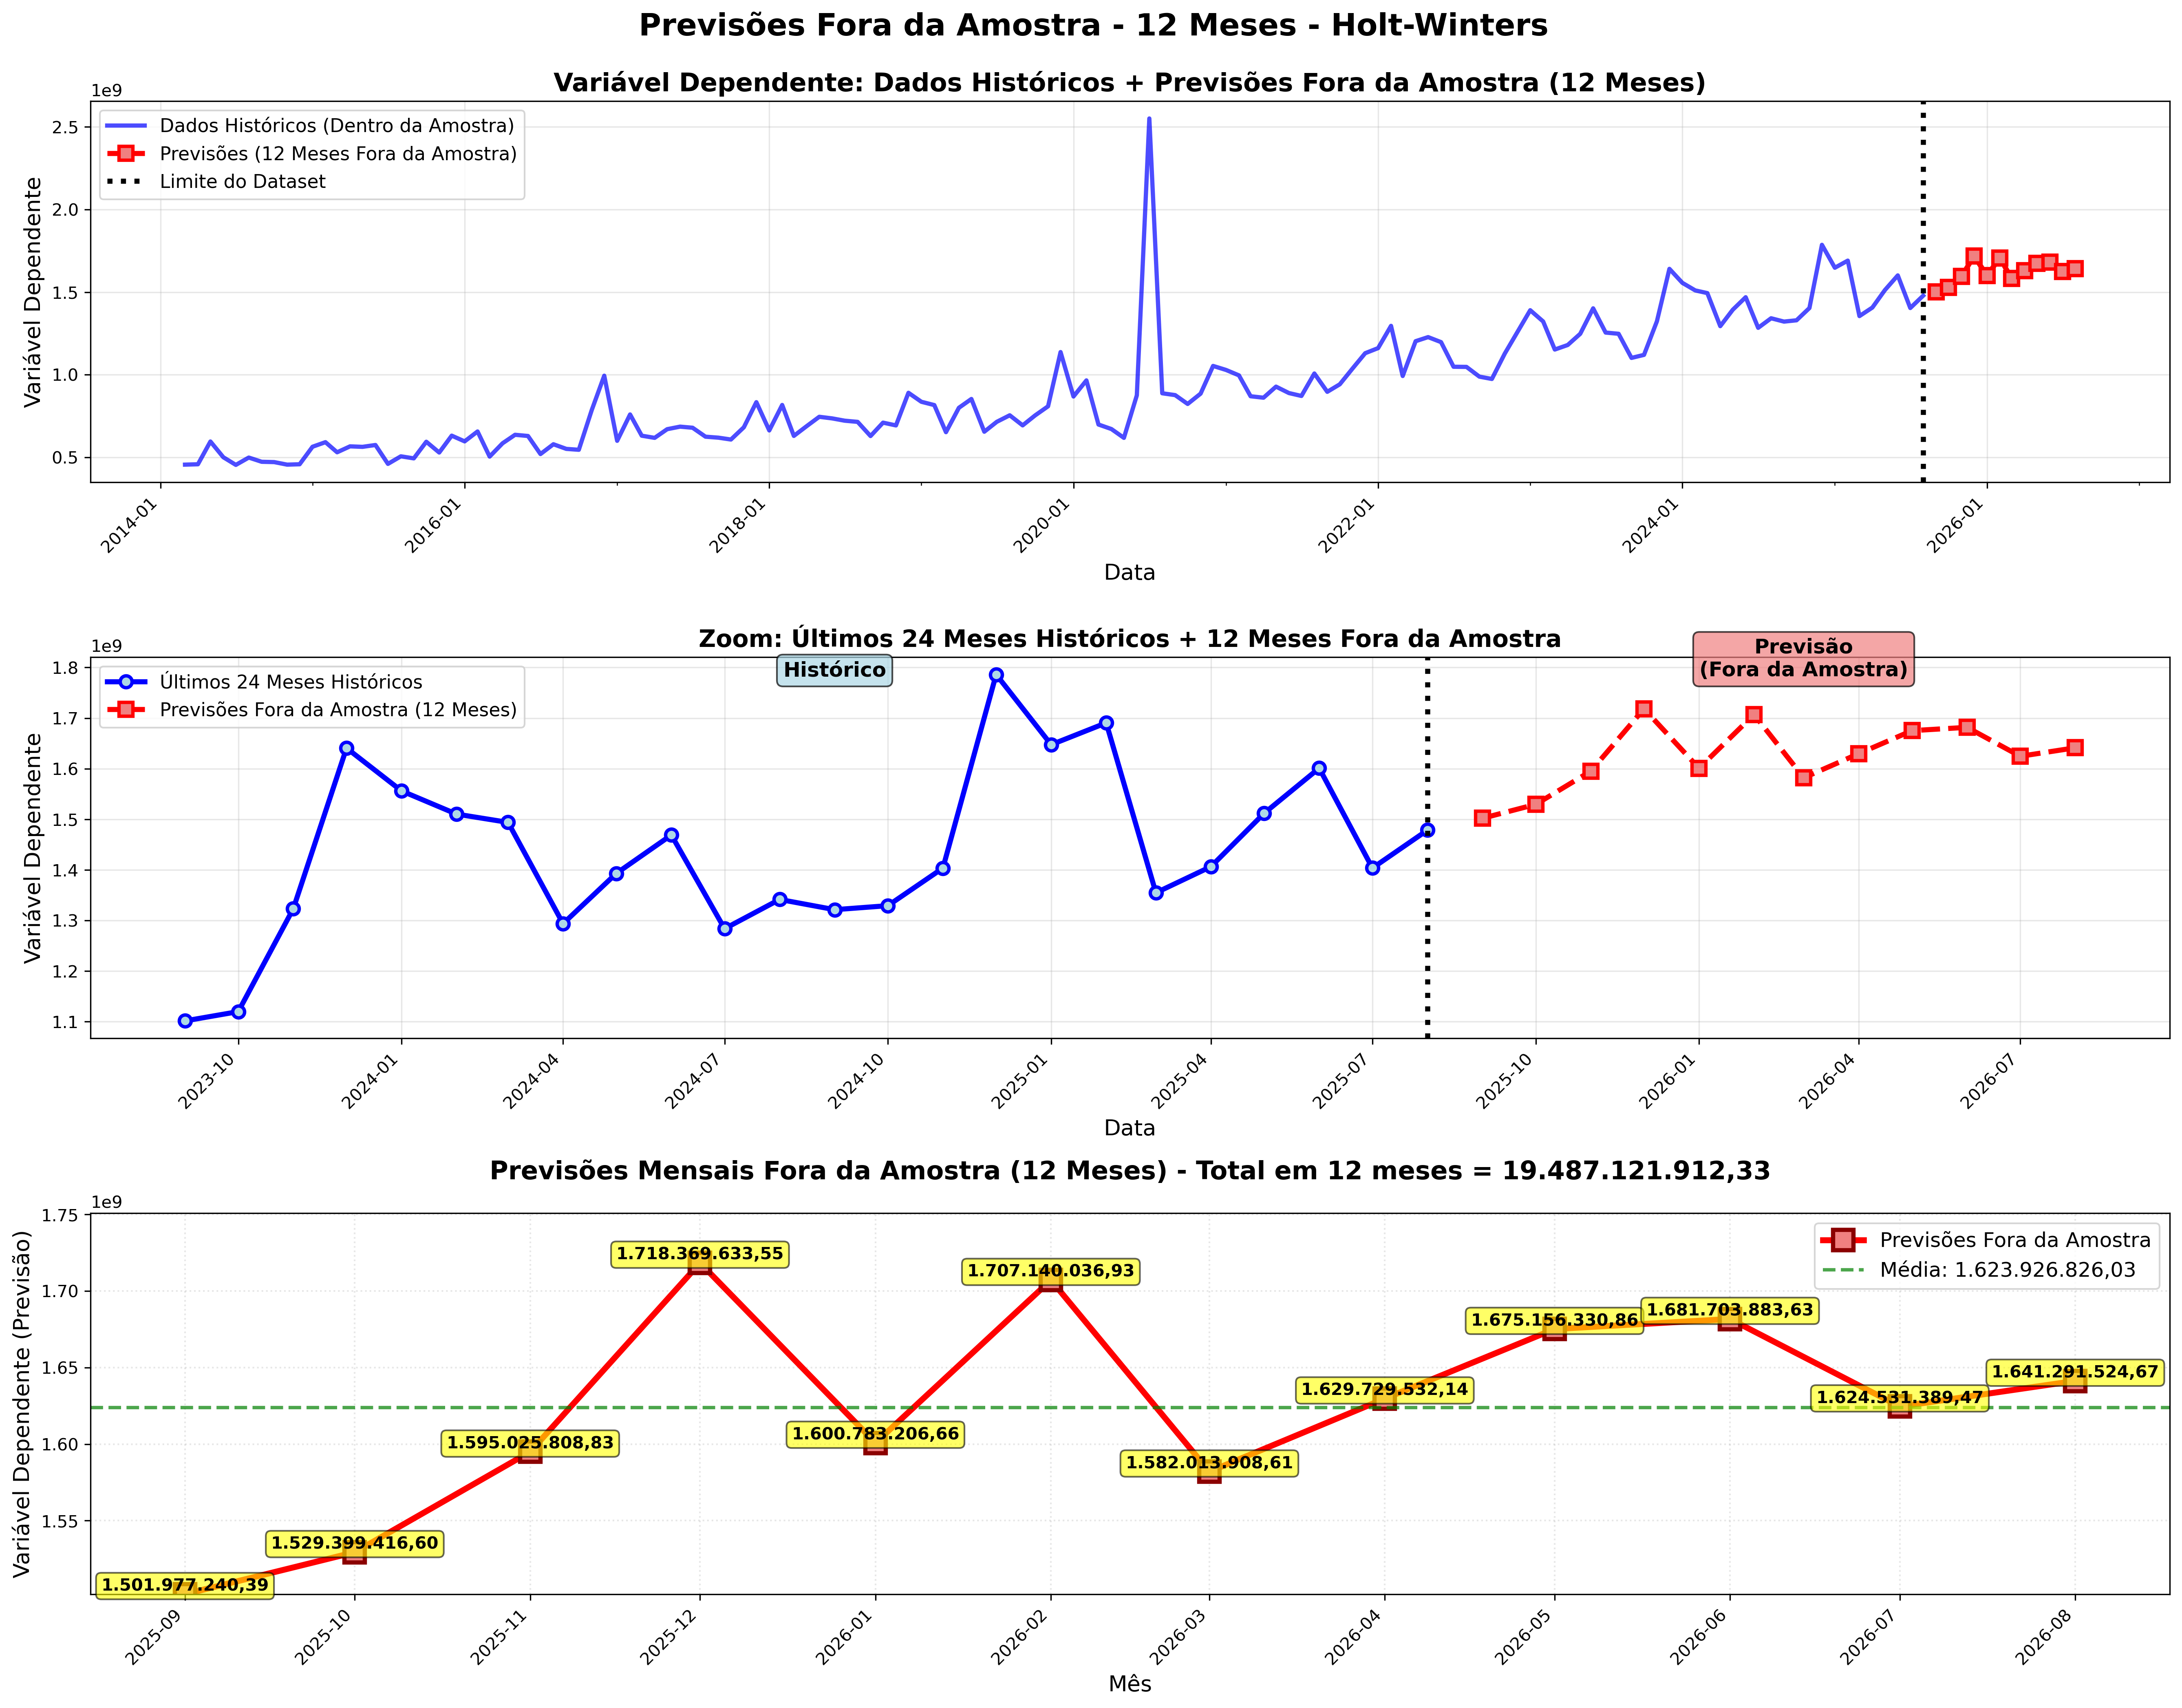 Previsões Fora da Amostra - 12 Meses - Holt-Winters
Variável Dependente: Dados Históricos + Previsões Fora da Amostra (12 Meses)
1e9
Dados Históricos (Dentro da Amostra)
Previsões (12 Meses Fora da Amostra)
Limite do Dataset
Variável Dependente
2.5
2.0
1.5
1.0
0.5
2014-01
2016-01
2018-01
2020-01
2022-01
2024-01
2026-01
Data
Zoom: Últimos 24 Meses Históricos + 12 Meses Fora da Amostra
1e9
Últimos 24 Meses Históricos
Previsões Fora da Amostra (12 Meses)
Histórico
Previsão
(Fora da Amostra)
Variável Dependente
1.8
1.7
1.6
1.5
1.4
1.3
1.2
1.1
2023-10
2024-01
2024-04
2024-07
2024-10
2025-01
2025-04
2025-07
2025-10
2026-01
2026-04
2026-07
Data
Previsões Mensais Fora da Amostra (12 Meses) - Total em 12 meses = 19.487.121.912,33
1e9
Previsões Fora da Amostra
Média: 1.623.926.826,03
Variável Dependente (Previsão)
1.75
1.70
1.65
1.60
1.55
1.501.977.240,39
1.529.399.416,60
1.595.025.808,83
1.718.369.633,55
1.600.783.206,66
1.707.140.036,93
1.582.013.908,61
1.629.729.532,14
1.675.156.330,86
1.681.703.883,63
1.624.531.389,47
1.641.291.524,67
2025-09
2025-10
2025-11
2025-12
2026-01
2026-02
2026-03
2026-04
2026-05
2026-06
2026-07
2026-08
Mês